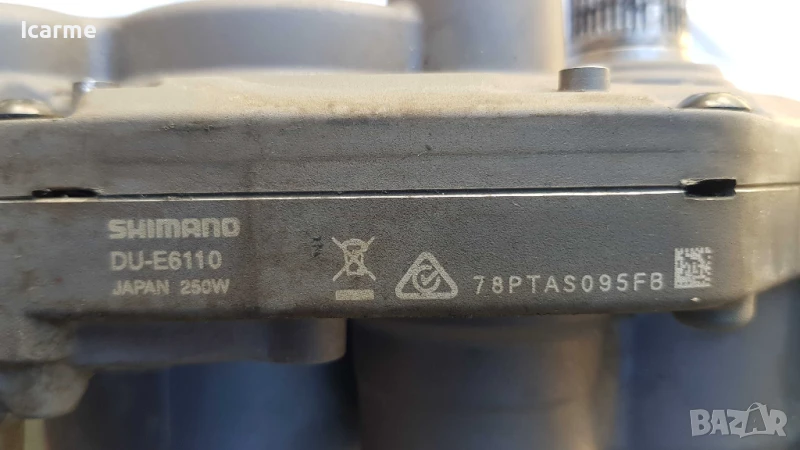 Icarme
SHIMANO
DU-E6110
JAPAN 250W
78PTAS095FB
BAZAR